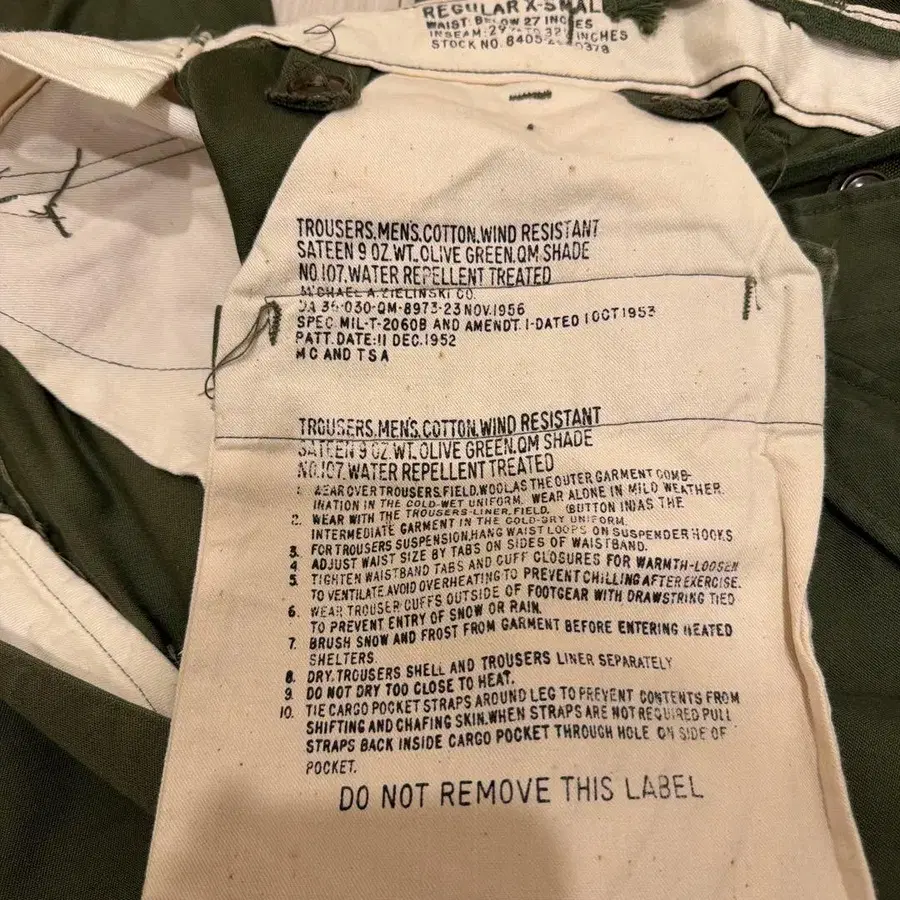 REGULAR X-SMALL
WAIST: BELOW 27 INCHES
INSEAM: 29½ TO 32½ INCHES
STOCK NO. 8405-
0378
TROUSERS,MEN'S,COTTON,WIND RESISTANT
SATEEN 9 OZ.WT.,OLIVE GREEN,QM SHADE
NO.107,WATER REPELLENT TREATED
MICHAEL A.ZIELINSKI CO.
DA 36-030-QM-8973-23 NOV.1956
SPEC MIL-T-2060B AND AMENDT. 1-DATED 1 OCT 1953
PATT. DATE:11 DEC.1952
MC AND TSA
TROUSERS,MEN'S,COTTON,WIND RESISTANT
SATEEN 9 OZ.WT.,OLIVE GREEN,QM SHADE
NO.107,WATER REPELLENT TREATED
1. WEAR OVER TROUSERS,FIELD,WOOL,AS THE OUTER GARMENT COMB-
INATION IN THE COLD-WET UNIFORM. WEAR ALONE IN MILD WEATHER.
2. WEAR WITH THE TROUSERS-LINER,FIELD. (BUTTON IN)AS THE
INTERMEDIATE GARMENT IN THE COLD-DRY UNIFORM.
3. FOR TROUSERS SUSPENSION,HANG WAIST LOOPS ON SUSPENDER HOOKS
4. ADJUST WAIST SIZE BY TABS ON SIDES OF WAISTBAND.
5. TIGHTEN WAISTBAND TABS AND CUFF CLOSURES FOR WARMTH-LOOSEN
TO VENTILATE AVOID OVERHEATING TO PREVENT CHILLING AFTER EXERCISE.
6. WEAR TROUSER CUFFS OUTSIDE OF FOOTGEAR WITH DRAWSTRING TIED
TO PREVENT ENTRY OF SNOW OR RAIN.
7. BRUSH SNOW AND FROST FROM GARMENT BEFORE ENTERING HEATED
SHELTERS.
8. DRY,TROUSERS SHELL AND TROUSERS LINER SEPARATELY
9. DO NOT DRY TOO CLOSE TO HEAT.
10. TIE CARGO POCKET STRAPS AROUND LEG TO PREVENT CONTENTS FROM
SHIFTING AND CHAFING SKIN.WHEN STRAPS ARE NOT REQUIRED PULL
STRAPS BACK INSIDE CARGO POCKET THROUGH HOLE ON SIDE OF
POCKET.
DO NOT REMOVE THIS LABEL